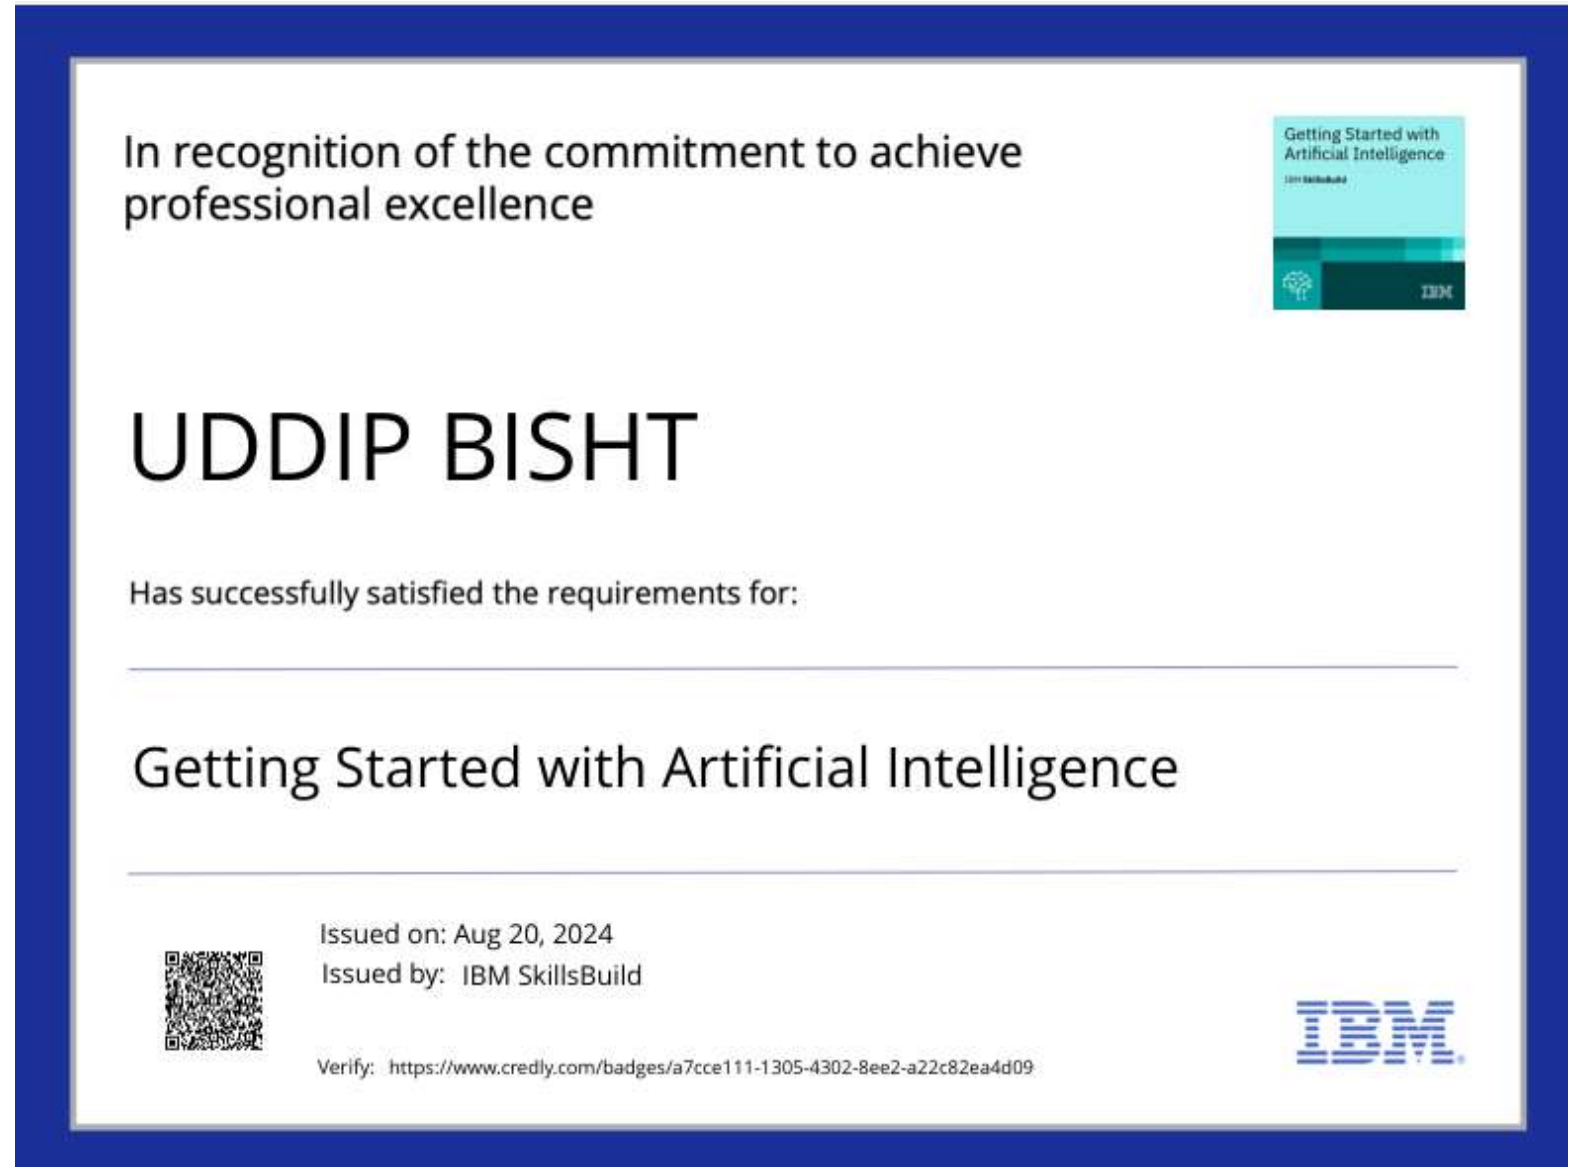 In recognition of the commitment to achieve
professional excellence
Getting Started with
Artificial Intelligence
IBM SkillsBuild
IBM
UDDIP BISHT
Has successfully satisfied the requirements for:
Getting Started with Artificial Intelligence
Issued on: Aug 20, 2024
Issued by: IBM SkillsBuild
Verify: https://www.credly.com/badges/a7cce111-1305-4302-8ee2-a22c82ea4d09
IBM®